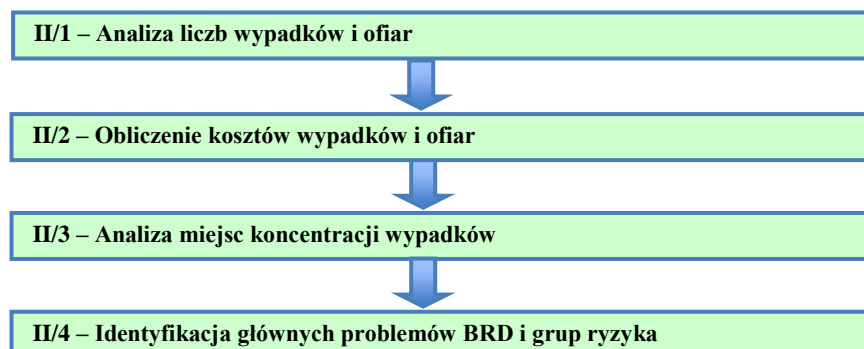 II/1 – Analiza liczb wypadków i ofiar
II/2 – Obliczenie kosztów wypadków i ofiar
II/3 – Analiza miejsc koncentracji wypadków
II/4 – Identyfikacja głównych problemów BRD i grup ryzyka